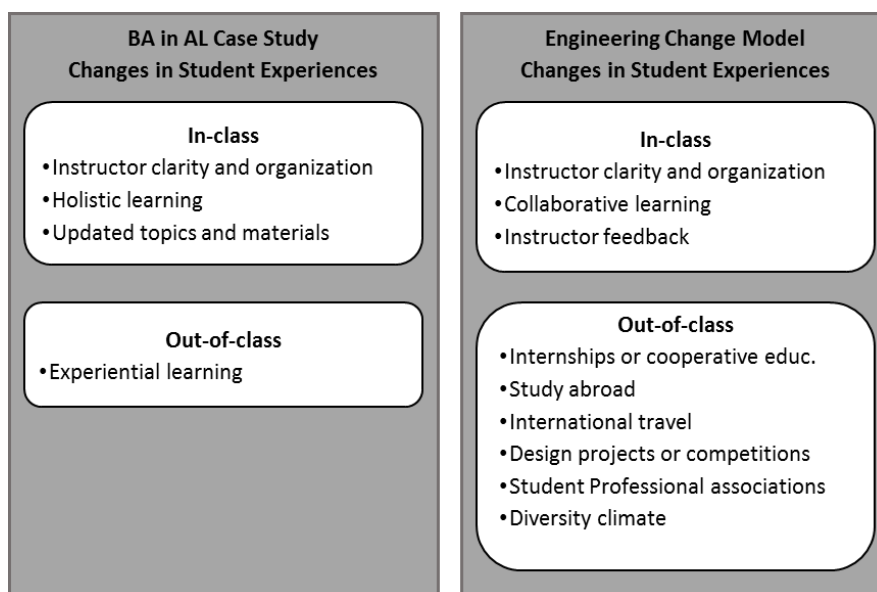 BA in AL Case Study
Changes in Student Experiences
In-class
•Instructor clarity and organization
•Holistic learning
•Updated topics and materials
Out-of-class
•Experiential learning
Engineering Change Model
Changes in Student Experiences
In-class
•Instructor clarity and organization
•Collaborative learning
•Instructor feedback
Out-of-class
•Internships or cooperative educ.
•Study abroad
•International travel
•Design projects or competitions
•Student Professional associations
•Diversity climate